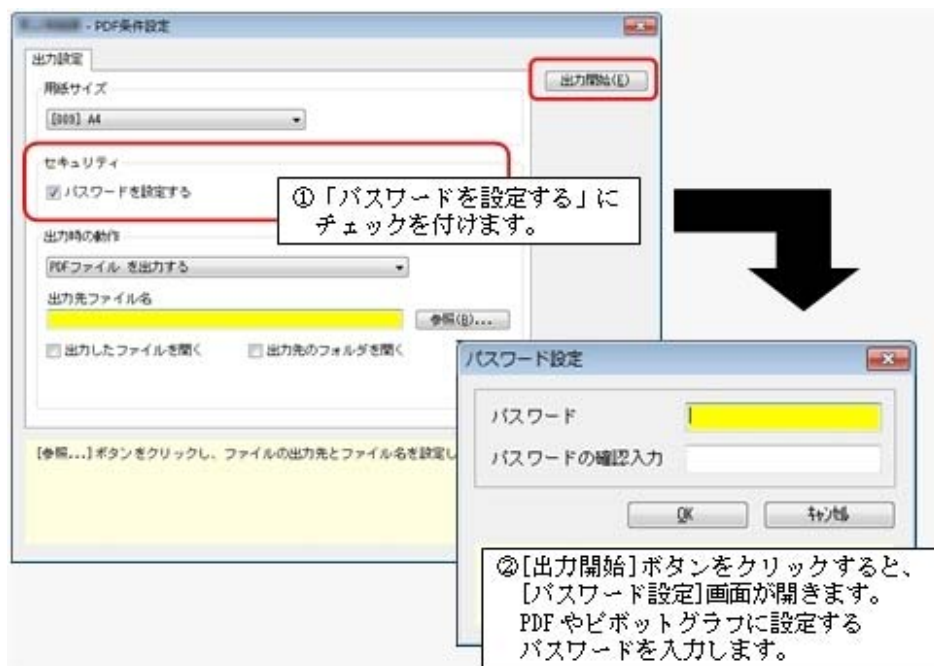 - PDF条件設定
出力設定
出力開始(E)
用紙サイズ
[009] A4
セキュリティ
パスワードを設定する
①「パスワードを設定する」に
チェックを付けます。
出力時の動作
PDFファイル を出力する
出力先ファイル名
参照(B)...
出力したファイルを開く
出力先のフォルダを開く
[参照...]ボタンをクリックし、ファイルの出力先とファイル名を設定し
パスワード設定
パスワード
パスワードの確認入力
OK
キャンセル
②[出力開始]ボタンをクリックすると、
[パスワード設定]画面が開きます。
PDFやピボットグラフに設定する
パスワードを入力します。